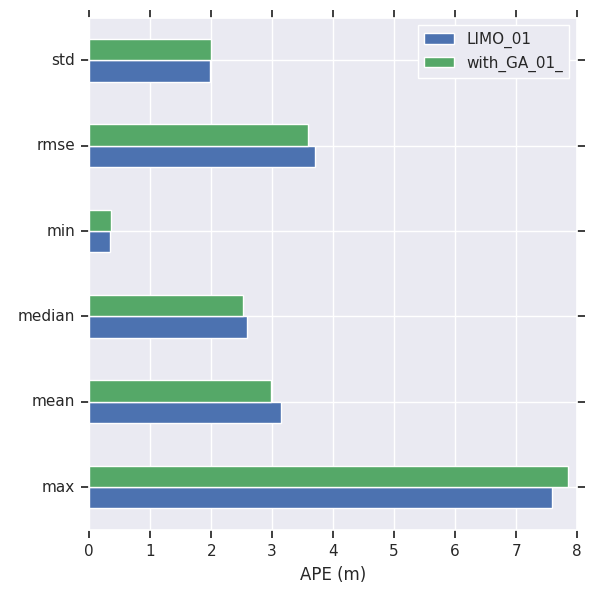 LIMO_01
with_GA_01_
std
rmse
min
median
mean
max
0 1 2 3 4 5 6 7 8
APE (m)